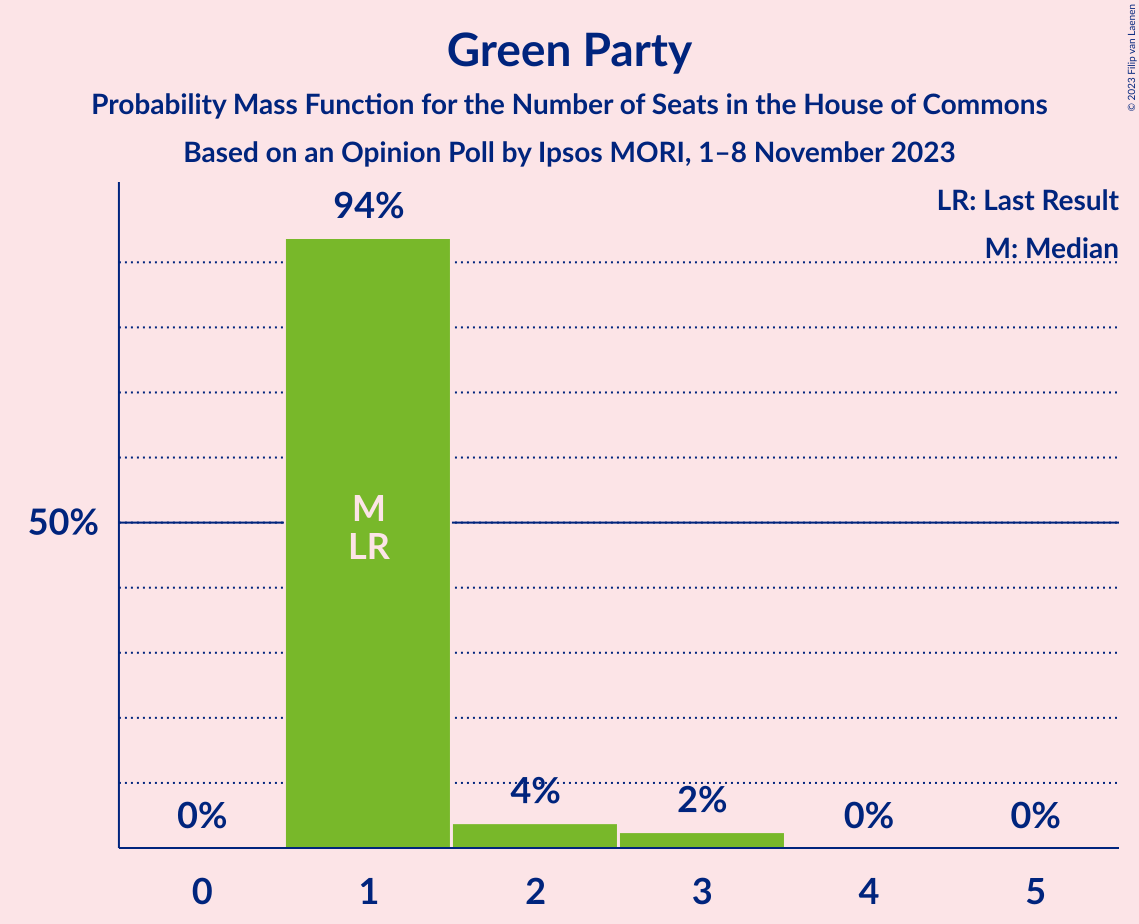 Green Party
Probability Mass Function for the Number of Seats in the House of Commons
Based on an Opinion Poll by Ipsos MORI, 1–8 November 2023
© 2023 Filip van Laenen
LR: Last Result
M: Median
94%
50%
M
LR
0%
4%
2%
0%
0%
0
1
2
3
4
5